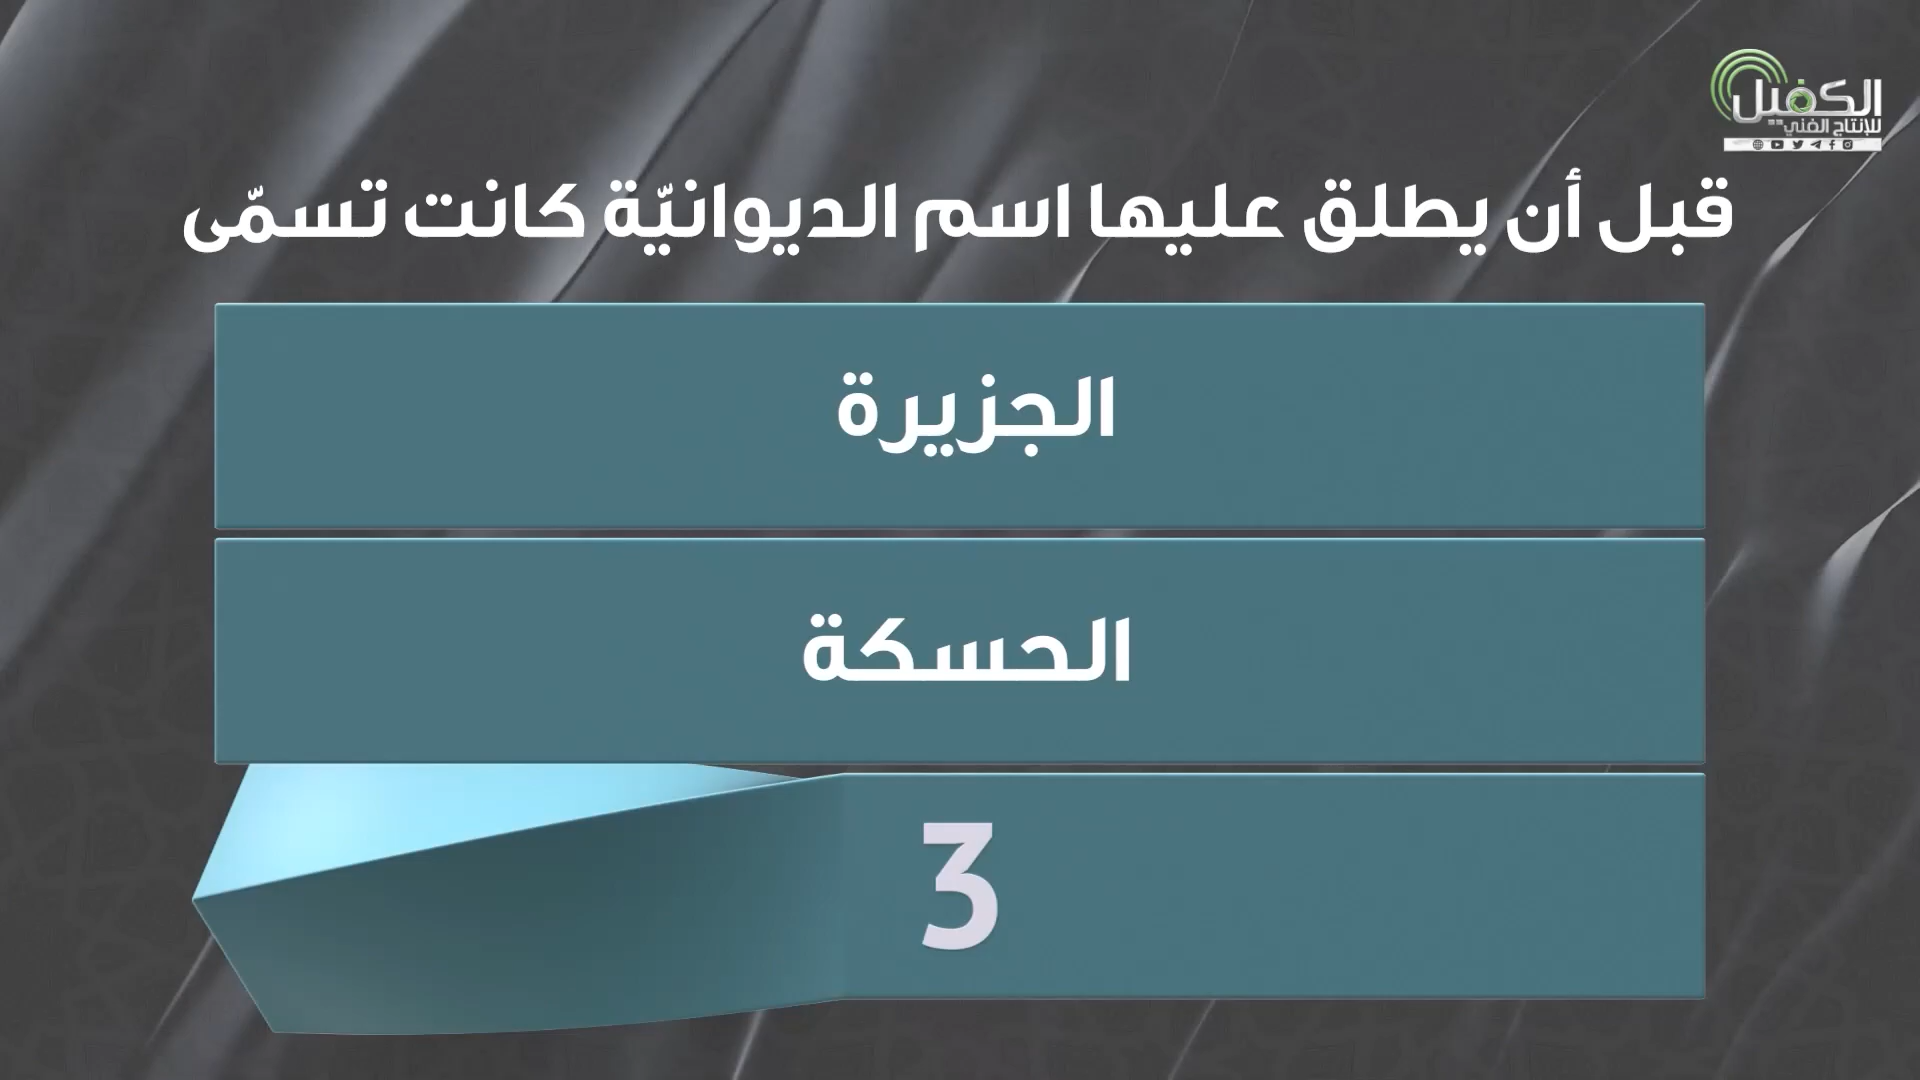 الكفيل
للإنتاج الفني
قبل أن يطلق عليها اسم الديوانيّة كانت تسمّى
الجزيرة
الحسكة
3